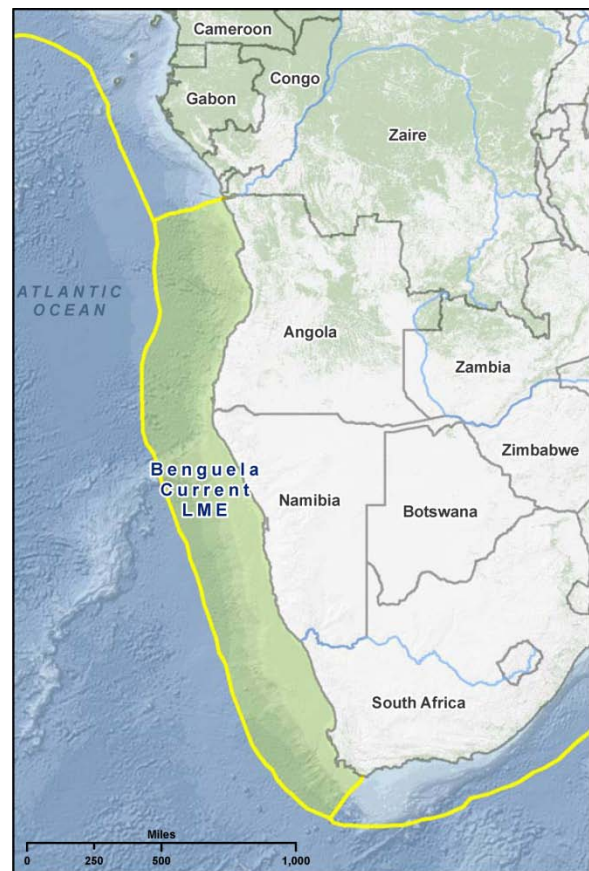 Cameroon
Congo
Gabon
Zaire
ATLANTIC
OCEAN
Angola
Zambia
Zimbabwe
Benguela
Current
LME
Namibia
Botswana
South Africa
Miles
0 250 500 1,000